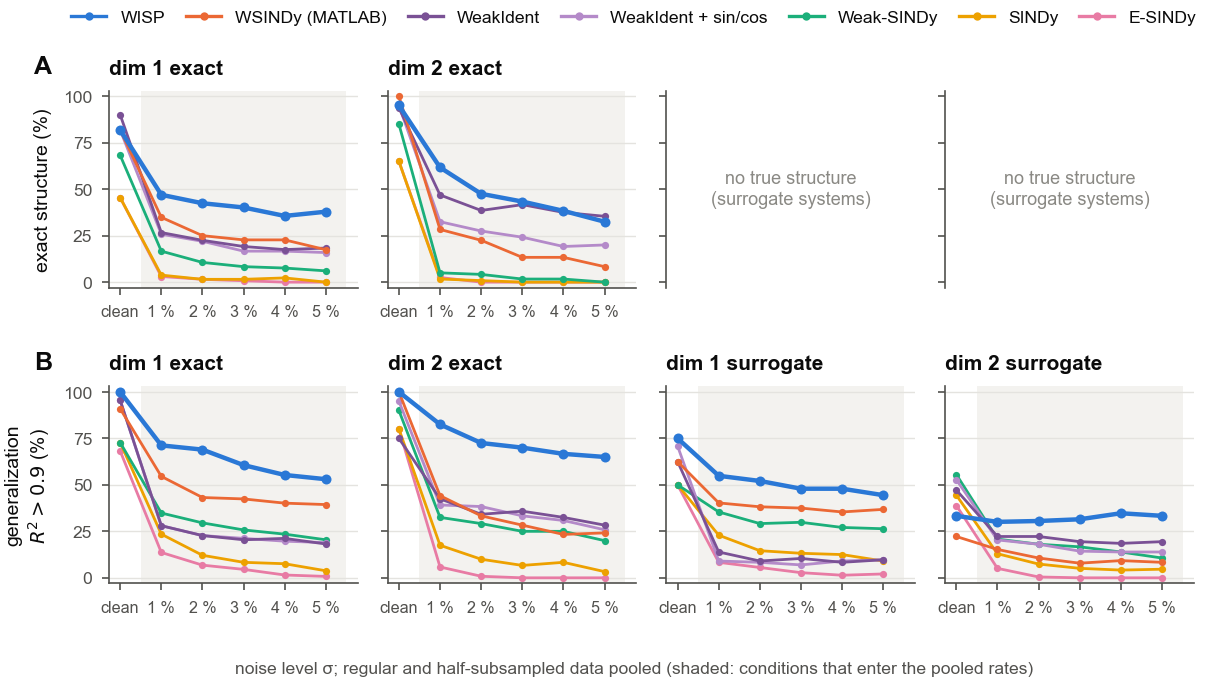 WISP WSINDy (MATLAB) WeakIdent WeakIdent + sin/cos Weak-SINDy SINDy E-SINDy
A
dim 1 exact dim 2 exact
exact structure (%)
100
75
50
25
0
no true structure
(surrogate systems)
no true structure
(surrogate systems)
clean 1 % 2 % 3 % 4 % 5 % clean 1 % 2 % 3 % 4 % 5 %
B
dim 1 exact dim 2 exact dim 1 surrogate dim 2 surrogate
generalization
R² > 0.9 (%)
100
75
50
25
0
clean 1 % 2 % 3 % 4 % 5 % clean 1 % 2 % 3 % 4 % 5 % clean 1 % 2 % 3 % 4 % 5 % clean 1 % 2 % 3 % 4 % 5 %
noise level σ; regular and half-subsampled data pooled (shaded: conditions that enter the pooled rates)